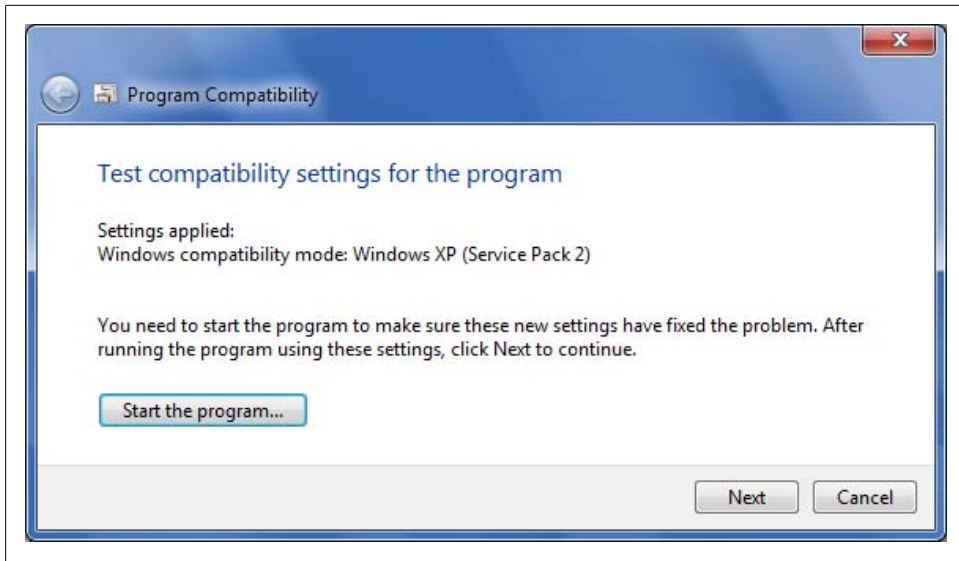 Program Compatibility
Test compatibility settings for the program
Settings applied:
Windows compatibility mode: Windows XP (Service Pack 2)
You need to start the program to make sure these new settings have fixed the problem. After
running the program using these settings, click Next to continue.
Start the program...
Next
Cancel